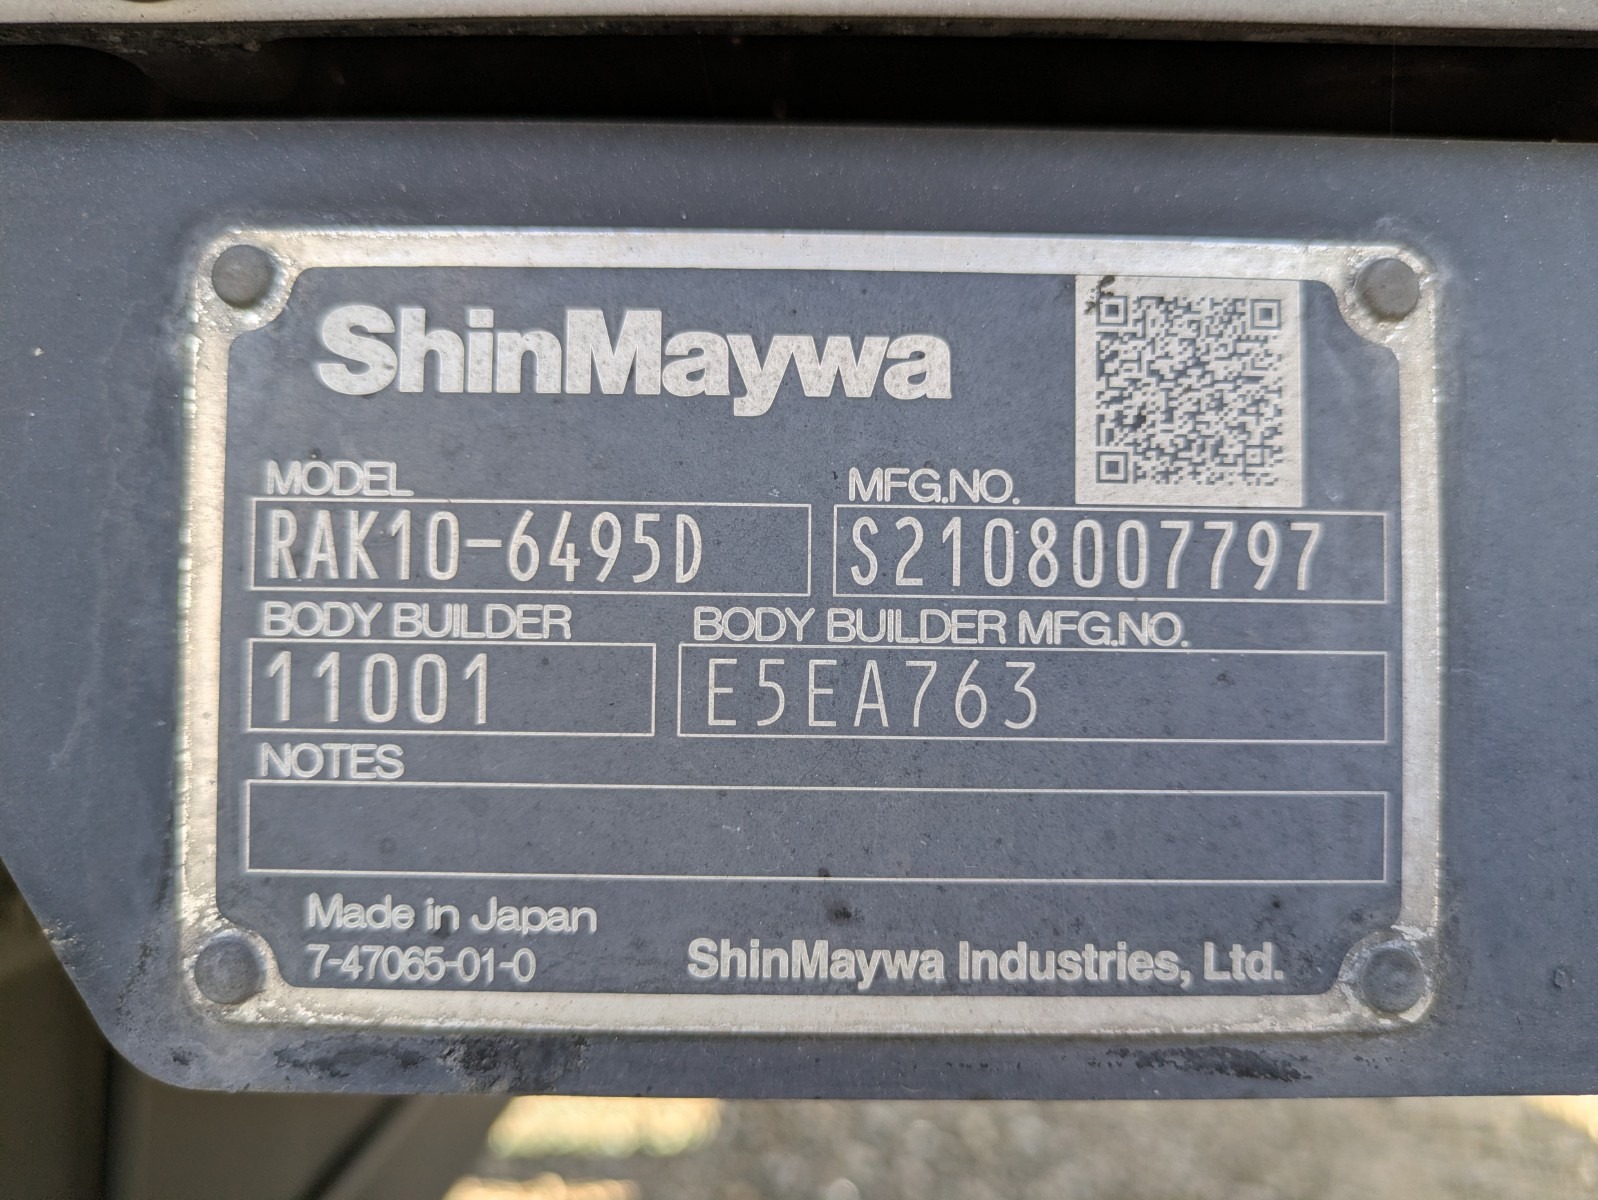 ShinMaywa
MODEL MFG.NO.
RAK10-6495D S2108007797
BODY BUILDER BODY BUILDER MFG.NO.
11001 E5EA763
NOTES
Made in Japan
7-47065-01-0 ShinMaywa Industries, Ltd.